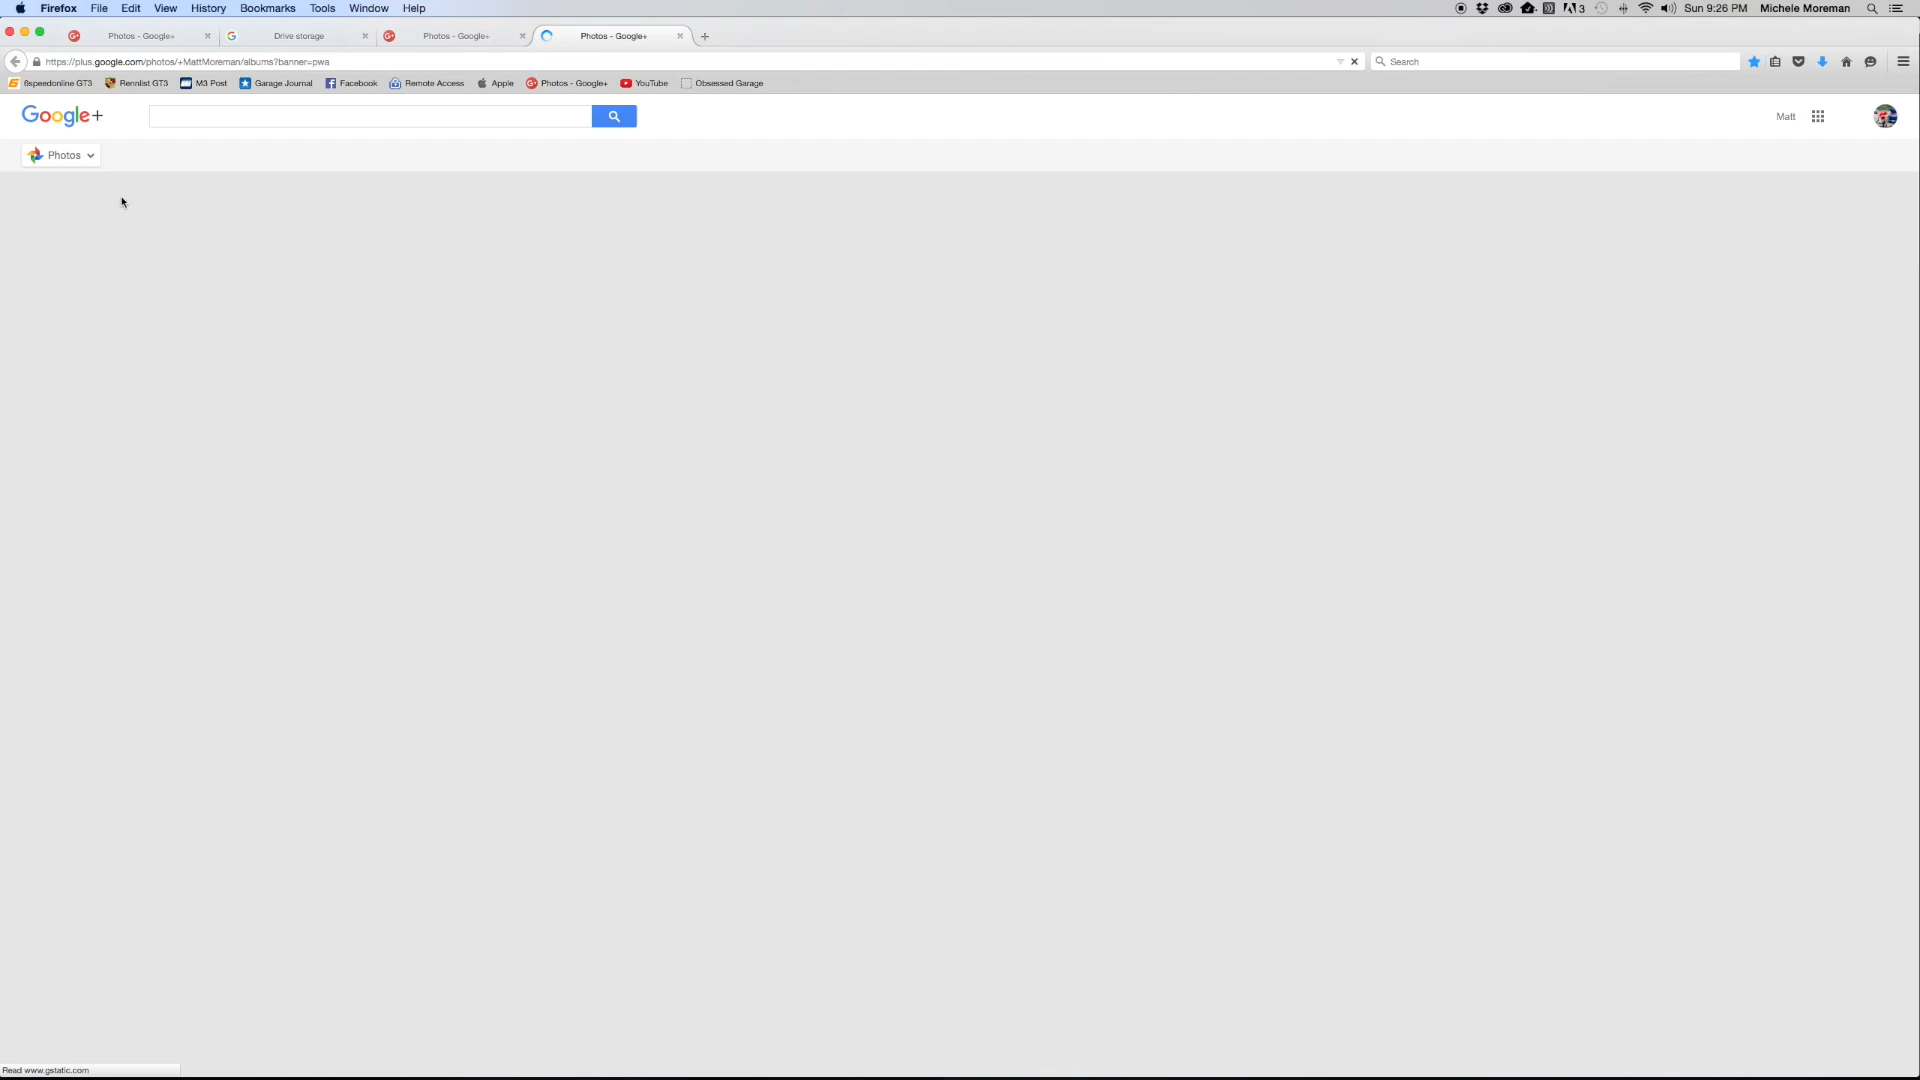 Firefox File Edit View History Bookmarks Tools Window Help 3 Sun 9:26 PM Michele Moreman
Photos - Google+ Drive storage Photos - Google+ Photos - Google+
https://plus.google.com/photos/+MattMoreman/albums?banner=pwa Search
6speedonline GT3 Rennlist GT3 M3 Post Garage Journal Facebook Remote Access Apple Photos - Google+ YouTube Obsessed Garage
Google+ Matt
Photos
Read www.gstatic.com